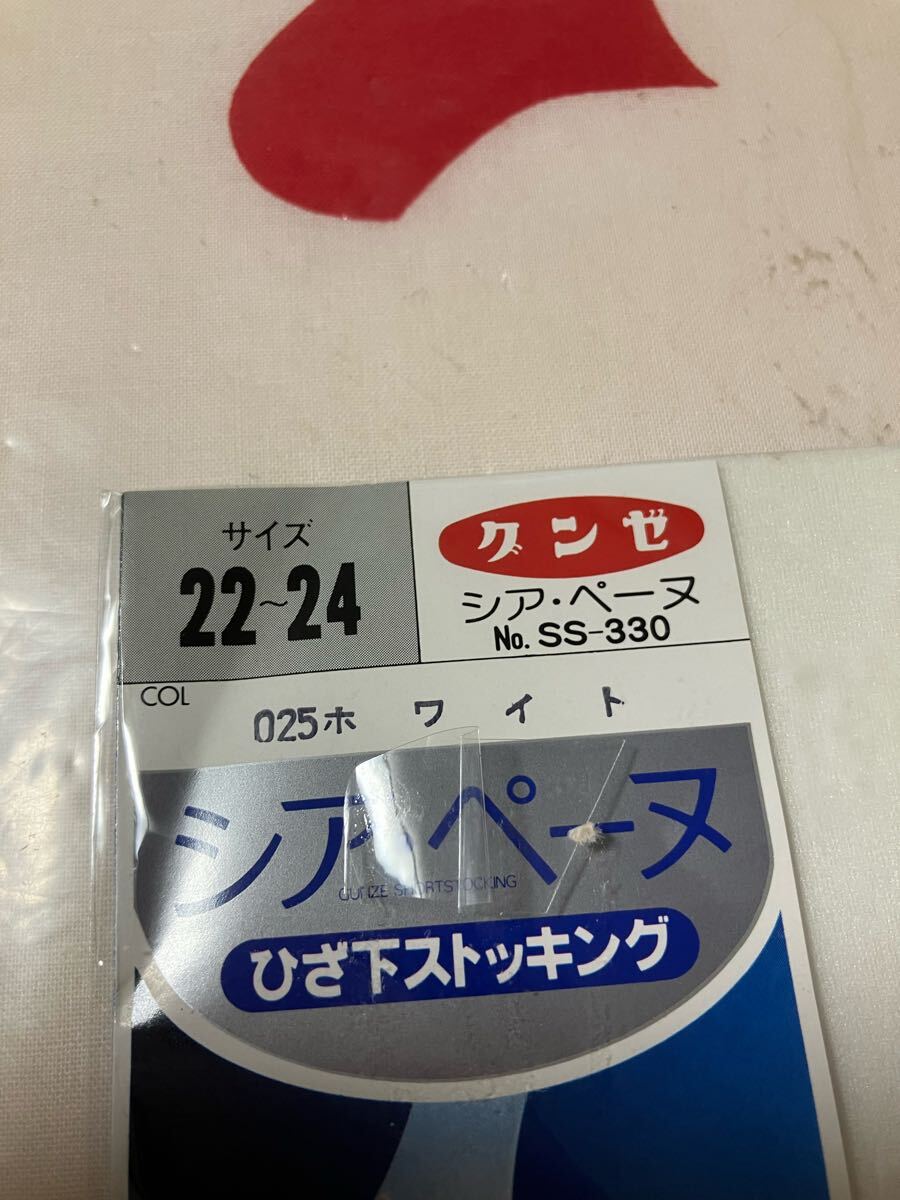 サイズ
22~24
グンゼ
シア・ペーヌ
No. SS-330
COL
025ホワイト
シア・ペーヌ
GUNZE SHORTSTOCKING
ひざ下ストッキング